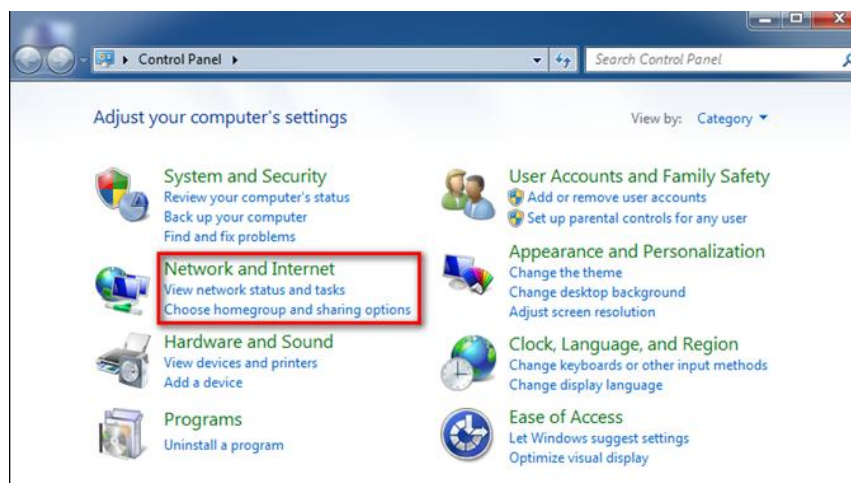 Control Panel
Search Control Panel
Adjust your computer's settings
View by: Category
System and Security
Review your computer's status
Back up your computer
Find and fix problems
Network and Internet
View network status and tasks
Choose homegroup and sharing options
Hardware and Sound
View devices and printers
Add a device
Programs
Uninstall a program
User Accounts and Family Safety
Add or remove user accounts
Set up parental controls for any user
Appearance and Personalization
Change the theme
Change desktop background
Adjust screen resolution
Clock, Language, and Region
Change keyboards or other input methods
Change display language
Ease of Access
Let Windows suggest settings
Optimize visual display